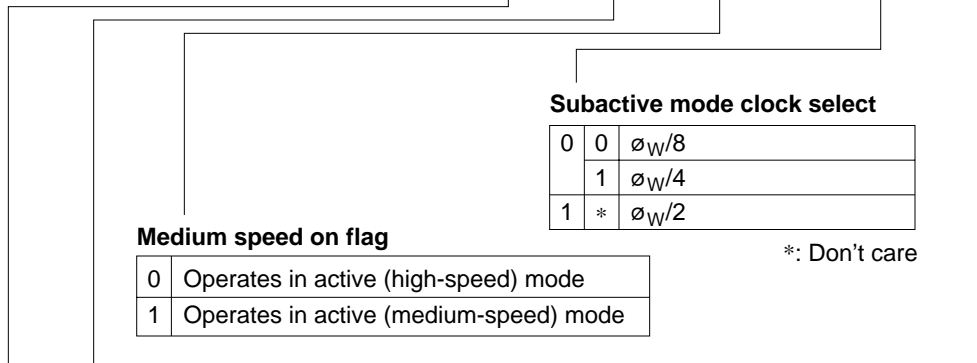 Subactive mode clock select
0 0 øW/8
1 øW/4
1 * øW/2
*: Don't care
Medium speed on flag
0 Operates in active (high-speed) mode
1 Operates in active (medium-speed) mode